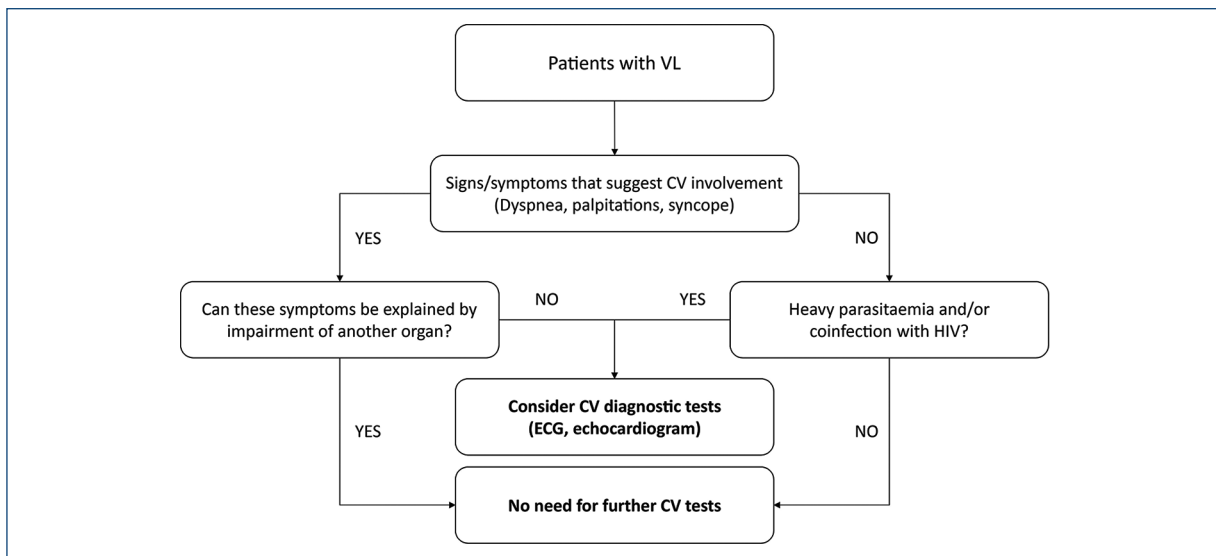 Patients with VL
Signs/symptoms that suggest CV involvement
(Dyspnea, palpitations, syncope)
YES
NO
Can these symptoms be explained by
impairment of another organ?
NO
YES
Heavy parasitaemia and/or
coinfection with HIV?
Consider CV diagnostic tests
(ECG, echocardiogram)
YES
NO
No need for further CV tests